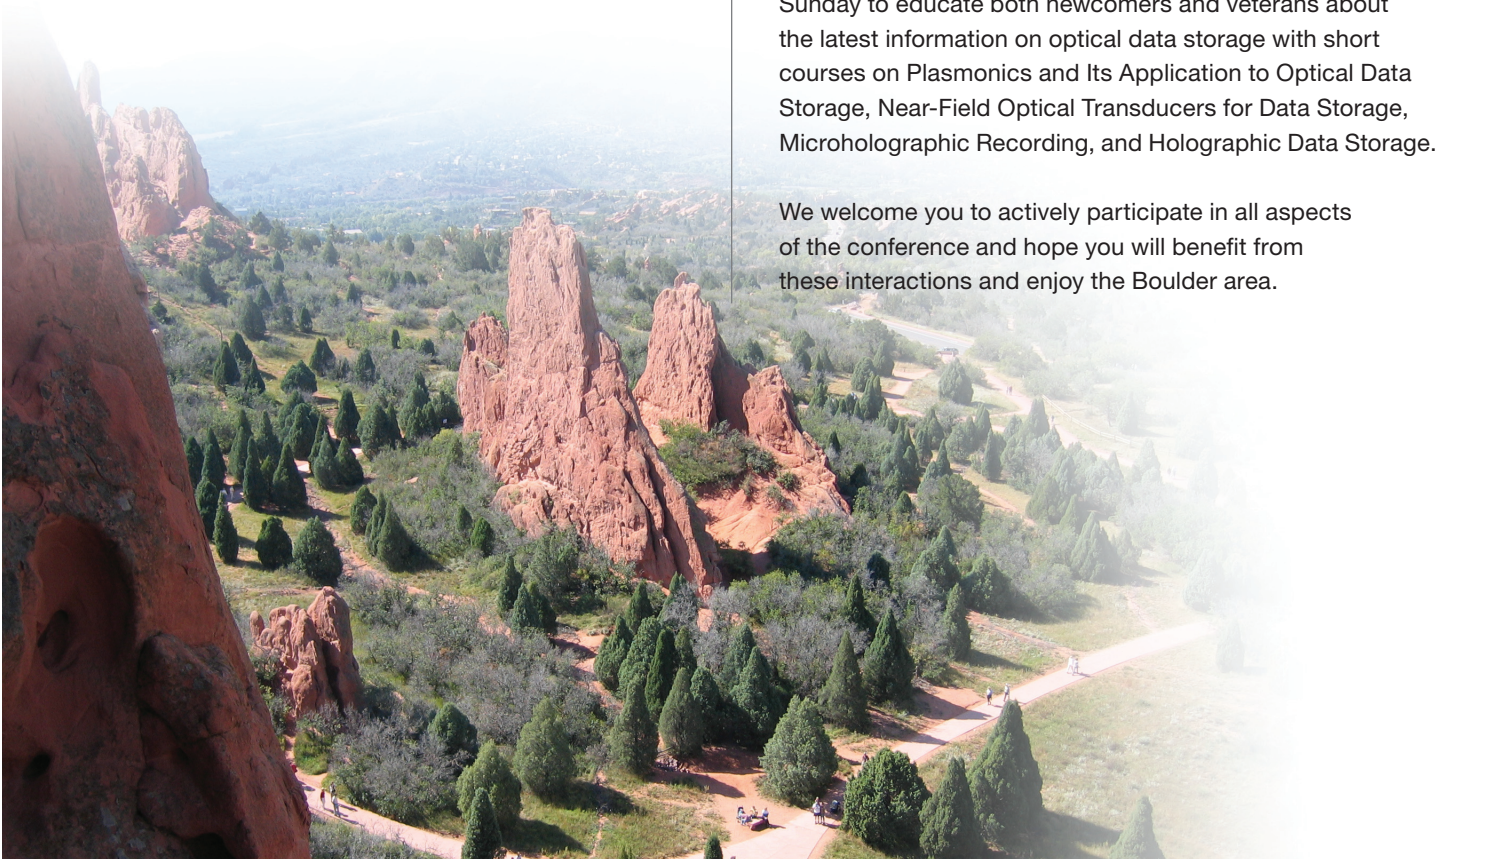 Sunday to educate both newcomers and veterans about
the latest information on optical data storage with short
courses on Plasmonics and Its Application to Optical Data
Storage, Near-Field Optical Transducers for Data Storage,
Microholographic Recording, and Holographic Data Storage.
We welcome you to actively participate in all aspects
of the conference and hope you will benefit from
these interactions and enjoy the Boulder area.